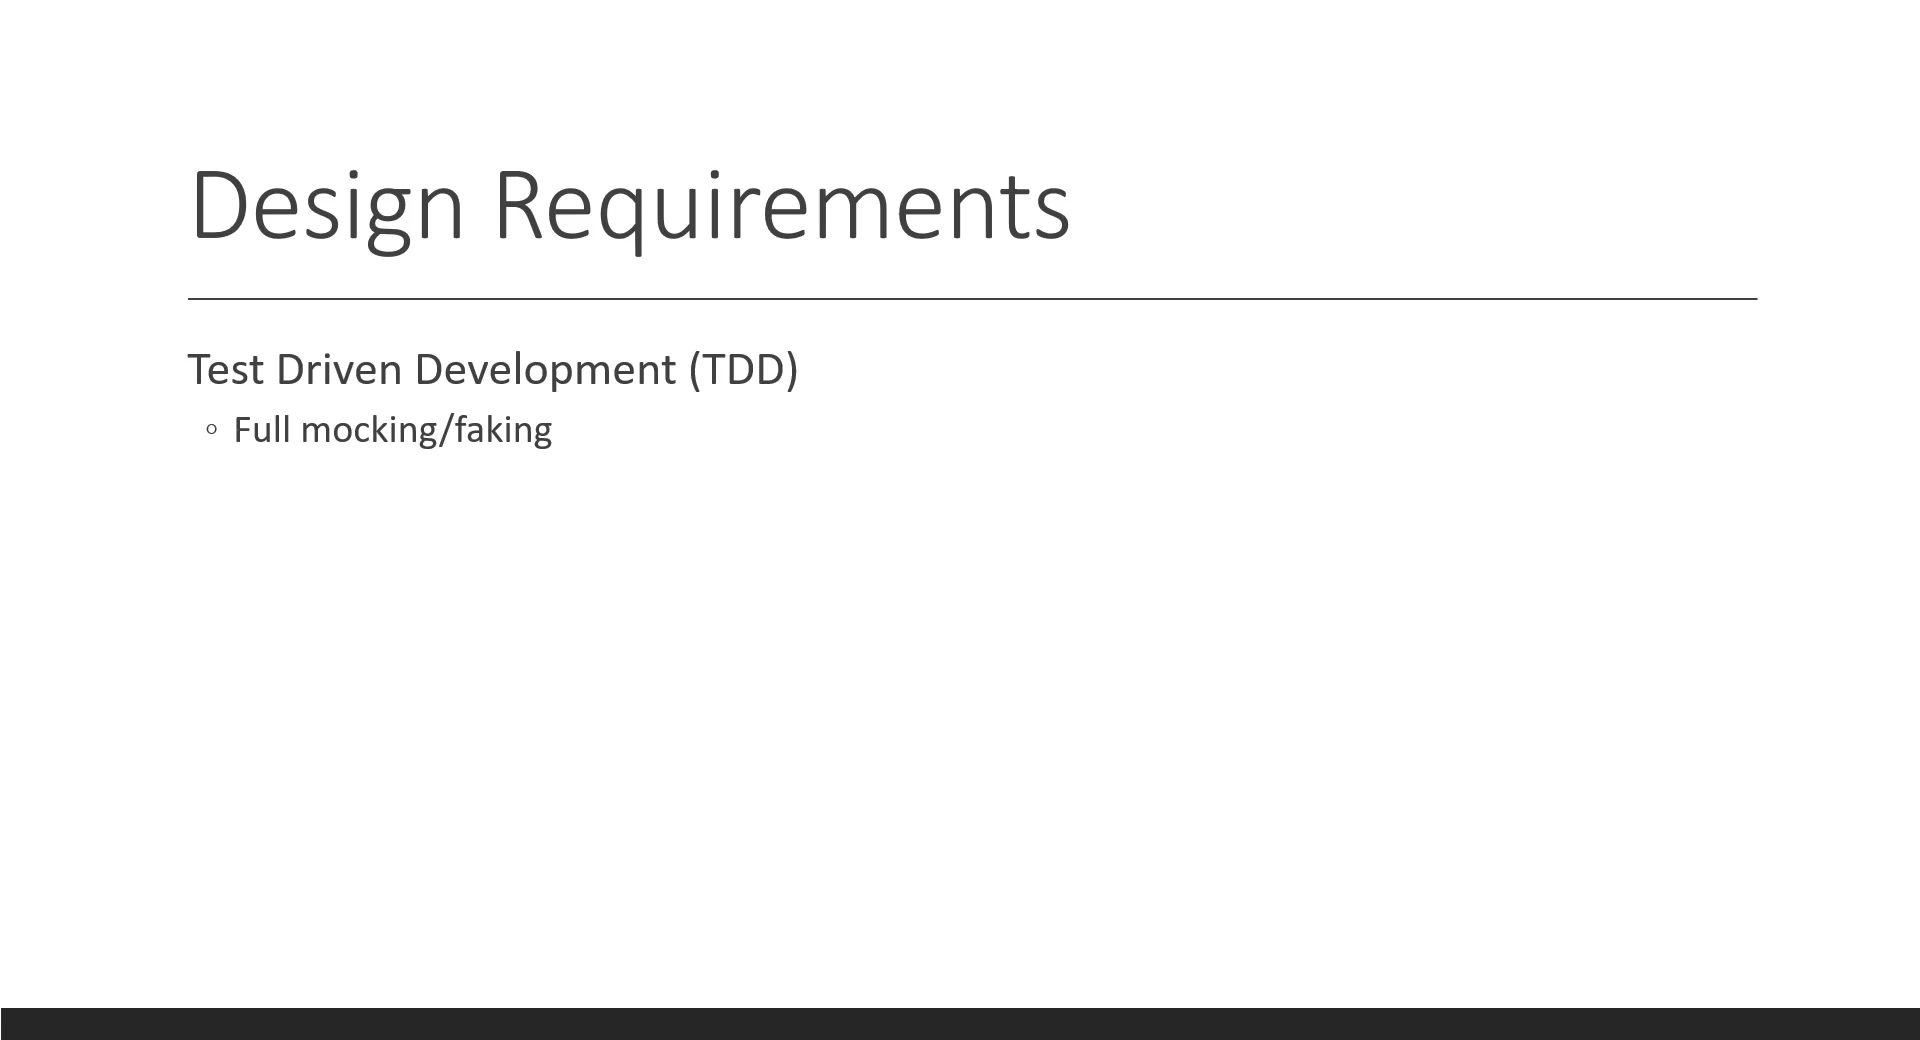 Design Requirements
Test Driven Development (TDD)
◦ Full mocking/faking